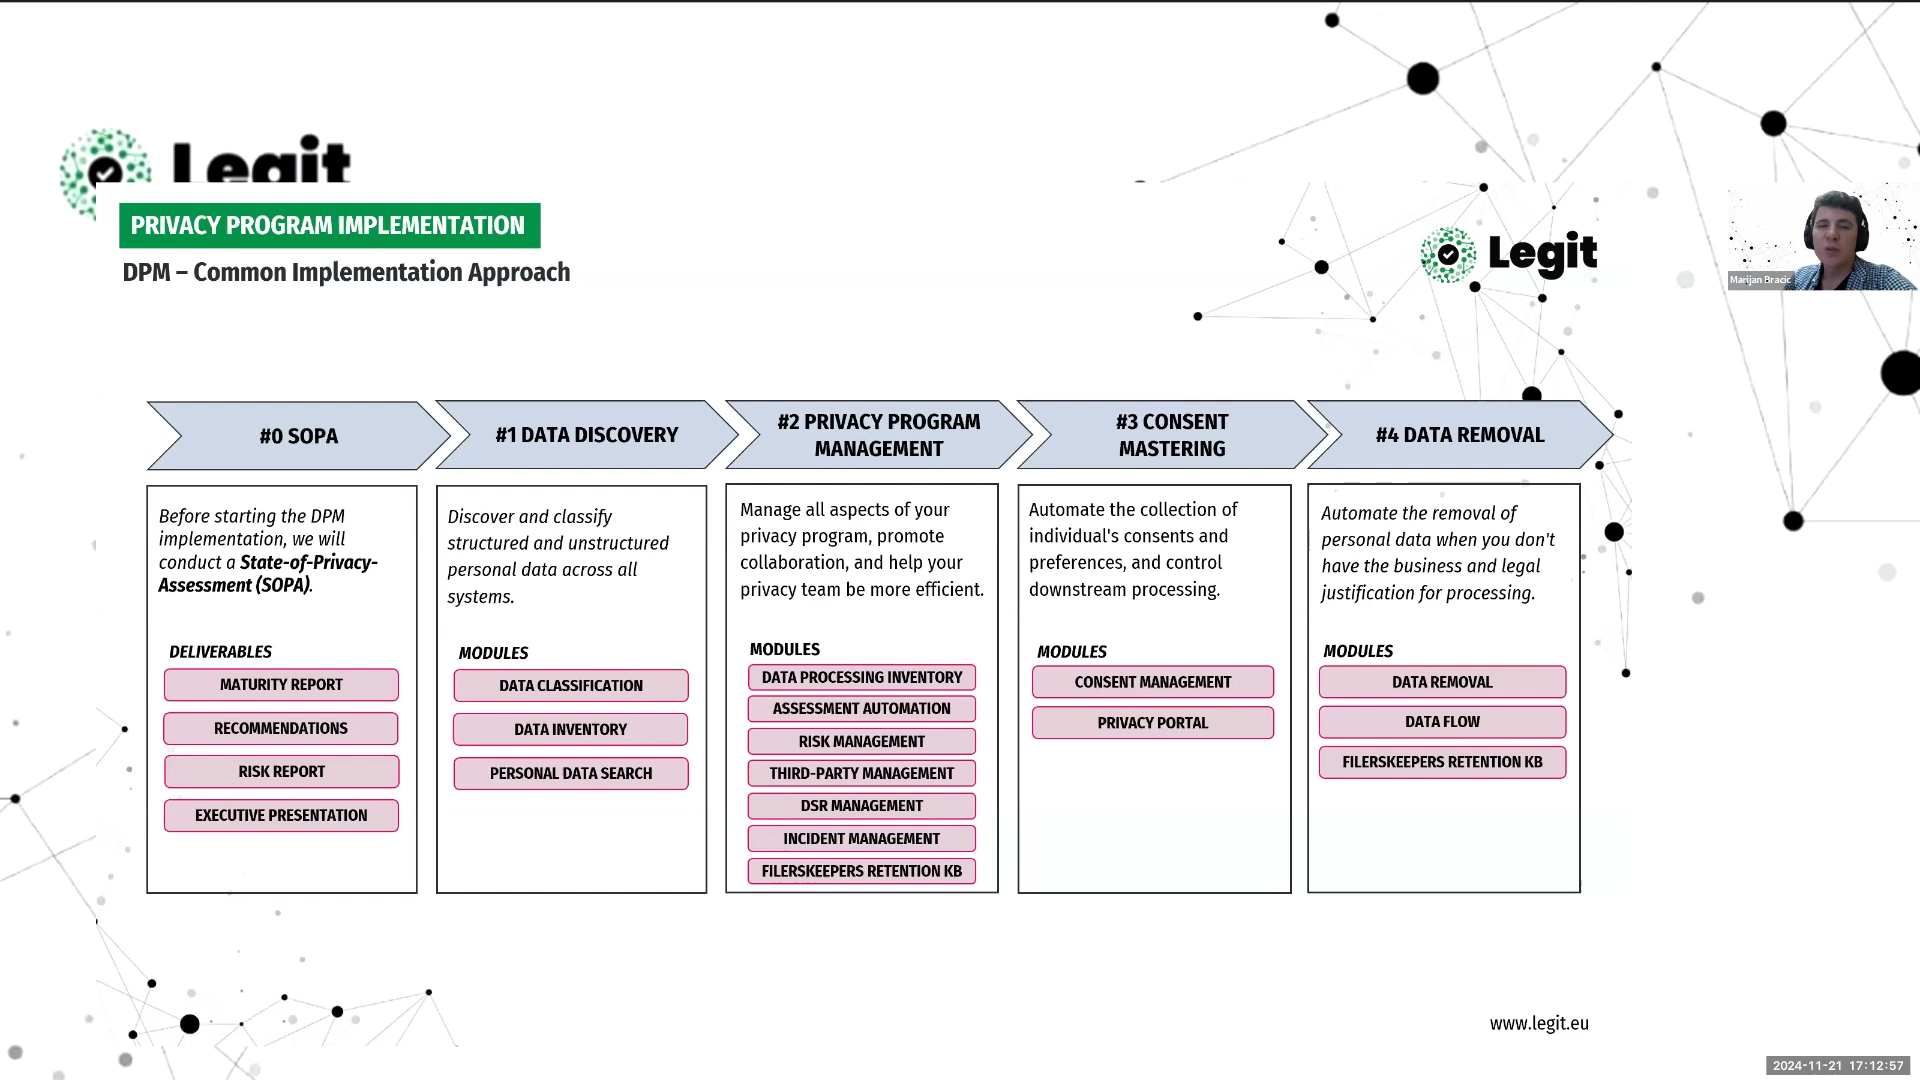 Legit
PRIVACY PROGRAM IMPLEMENTATION
DPM – Common Implementation Approach
Legit
Marijan Bracic
#0 SOPA
Before starting the DPM
implementation, we will
conduct a State-of-Privacy-
Assessment (SOPA).
DELIVERABLES
MATURITY REPORT
RECOMMENDATIONS
RISK REPORT
EXECUTIVE PRESENTATION
#1 DATA DISCOVERY
Discover and classify
structured and unstructured
personal data across all
systems.
MODULES
DATA CLASSIFICATION
DATA INVENTORY
PERSONAL DATA SEARCH
#2 PRIVACY PROGRAM
MANAGEMENT
Manage all aspects of your
privacy program, promote
collaboration, and help your
privacy team be more efficient.
MODULES
DATA PROCESSING INVENTORY
ASSESSMENT AUTOMATION
RISK MANAGEMENT
THIRD-PARTY MANAGEMENT
DSR MANAGEMENT
INCIDENT MANAGEMENT
FILERSKEEPERS RETENTION KB
#3 CONSENT
MASTERING
Automate the collection of
individual's consents and
preferences, and control
downstream processing.
MODULES
CONSENT MANAGEMENT
PRIVACY PORTAL
#4 DATA REMOVAL
Automate the removal of
personal data when you don't
have the business and legal
justification for processing.
MODULES
DATA REMOVAL
DATA FLOW
FILERSKEEPERS RETENTION KB
www.legit.eu
2024-11-21 17:12:57